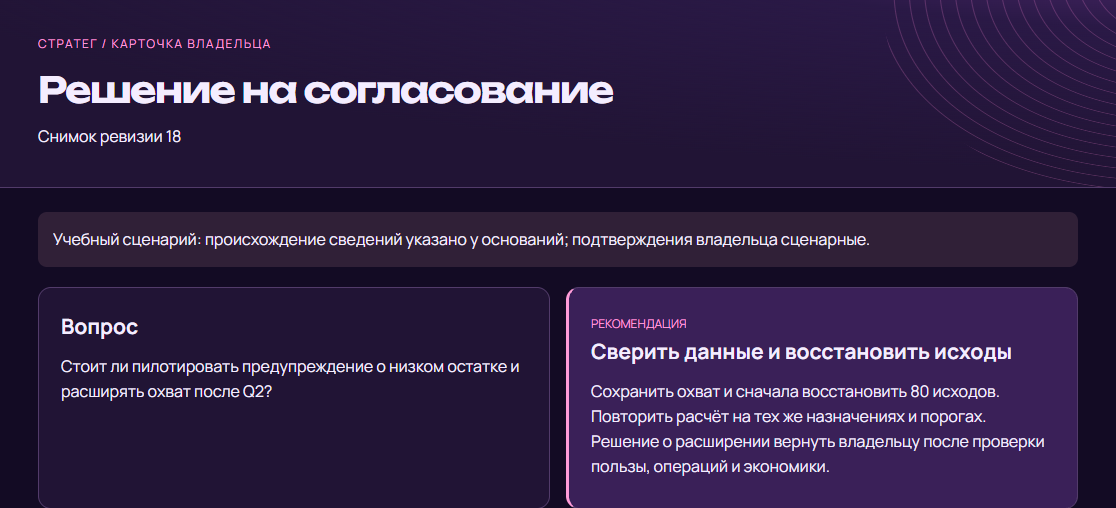 СТРАТЕГ / КАРТОЧКА ВЛАДЕЛЬЦА
Решение на согласование
Снимок ревизии 18
Учебный сценарий: происхождение сведений указано у оснований; подтверждения владельца сценарные.
Вопрос
Стоит ли пилотировать предупреждение о низком остатке и
расширять охват после Q2?
РЕКОМЕНДАЦИЯ
Сверить данные и восстановить исходы
Сохранить охват и сначала восстановить 80 исходов.
Повторить расчёт на тех же назначениях и порогах.
Решение о расширении вернуть владельцу после проверки
пользы, операций и экономики.